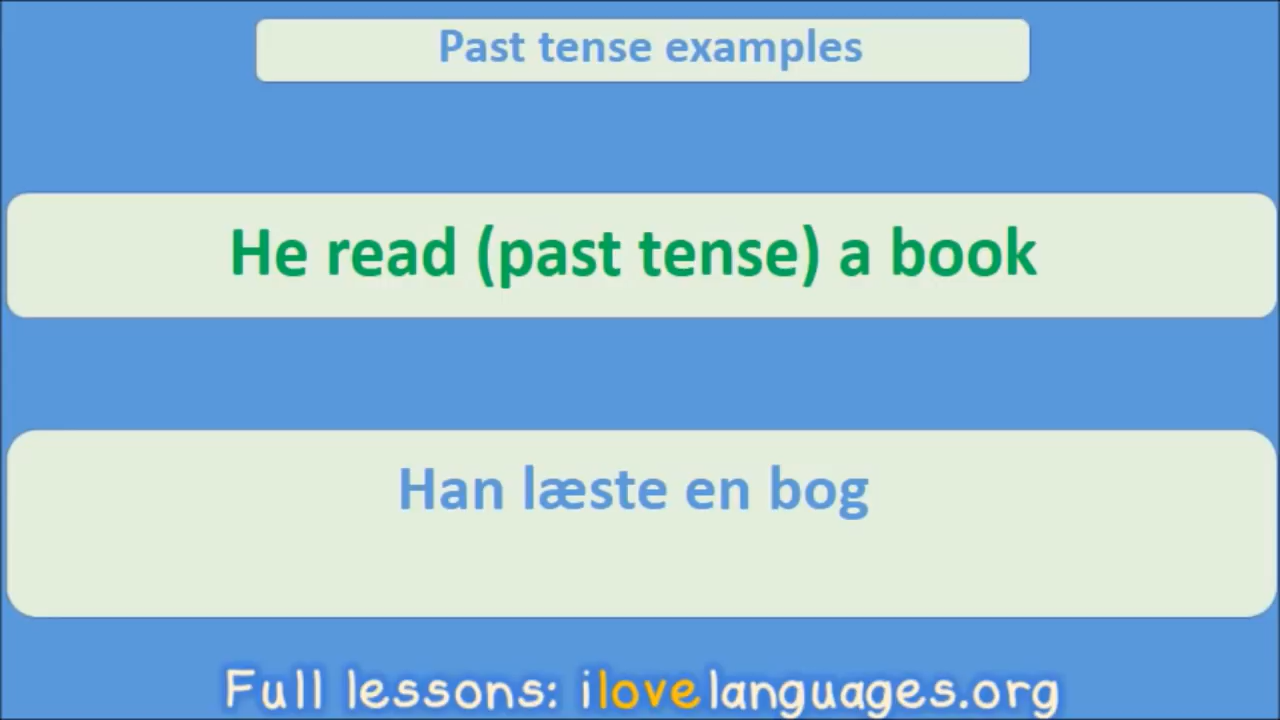 Past tense examples
He read (past tense) a book
Han læste en bog
Full lessons: ilovelanguages.org